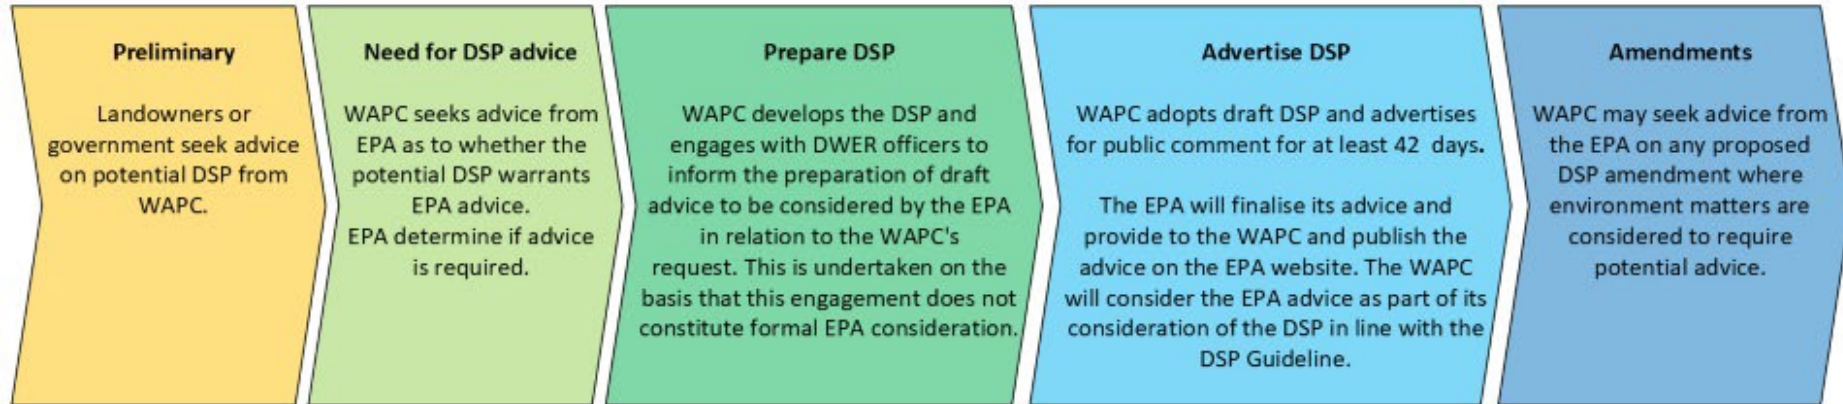 Preliminary
Landowners or
government seek advice
on potential DSP from
WAPC.
Need for DSP advice
WAPC seeks advice from
EPA as to whether the
potential DSP warrants
EPA advice.
EPA determine if advice
is required.
Prepare DSP
WAPC develops the DSP and
engages with DWER officers to
inform the preparation of draft
advice to be considered by the EPA
in relation to the WAPC's
request. This is undertaken on the
basis that this engagement does not
constitute formal EPA consideration.
Advertise DSP
WAPC adopts draft DSP and advertises
for public comment for at least 42 days.
The EPA will finalise its advice and
provide to the WAPC and publish the
advice on the EPA website. The WAPC
will consider the EPA advice as part of its
consideration of the DSP in line with the
DSP Guideline.
Amendments
WAPC may seek advice from
the EPA on any proposed
DSP amendment where
environment matters are
considered to require
potential advice.